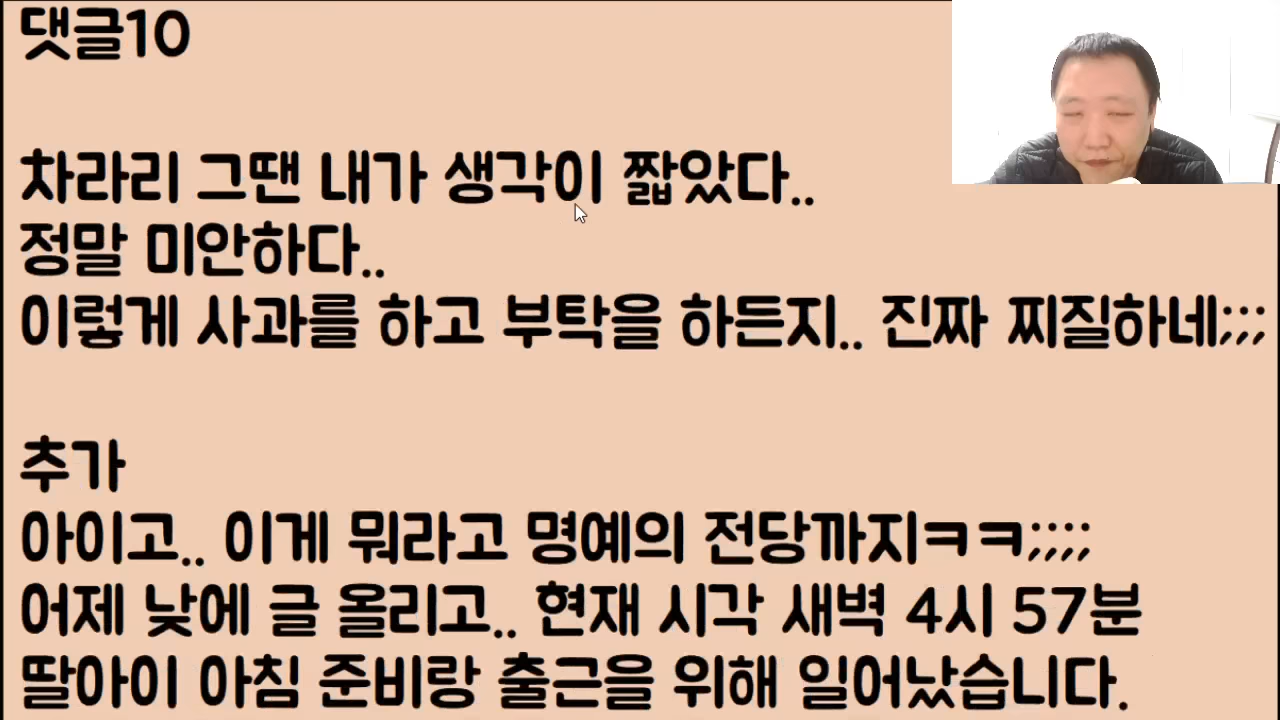 댓글10
차라리 그땐 내가 생각이 짧았다..
정말 미안하다..
이렇게 사과를 하고 부탁을 하든지.. 진짜 찌질하네;;;
추가
아이고.. 이게 뭐라고 명예의 전당까지ㅋㅋ;;;;
어제 낮에 글 올리고.. 현재 시각 새벽 4시 57분
딸아이 아침 준비랑 출근을 위해 일어났습니다.